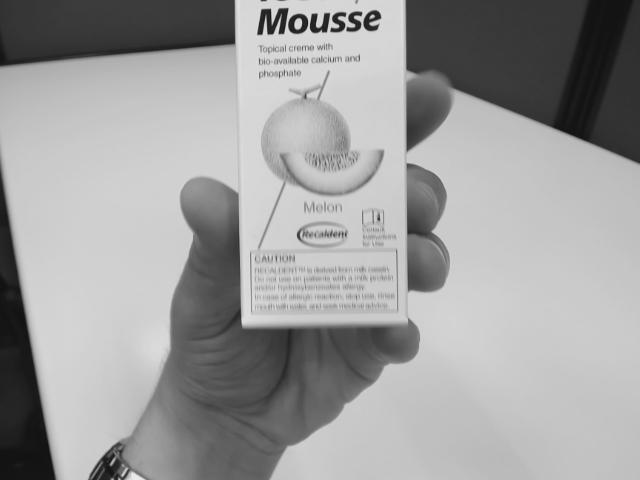 Mousse
Topical creme with
bio-available calcium and
phosphate
Melon
Recaldent
Consult
Instructions
for Use
CAUTION
RECALDENT™ is derived from milk casein.
Do not use on patients with a milk protein
and/or hydroxybenzoates allergy.
In case of allergic reaction, stop use, rinse
mouth with water and seek medical advice.